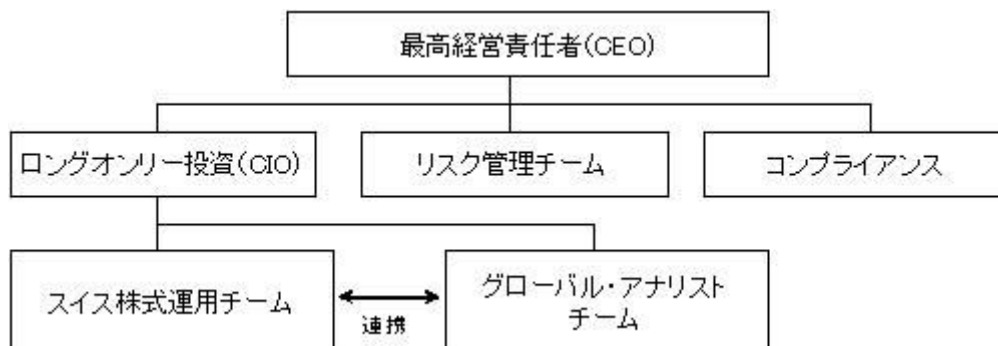 最高経営責任者(CEO)
ロングオンリー投資(CIO)
リスク管理チーム
コンプライアンス
スイス株式運用チーム
連携
グローバル・アナリスト
チーム